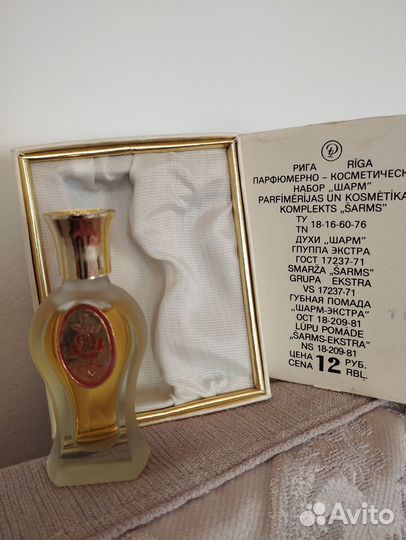 РИГА RĪGA
ПАРФЮМЕРНО - КОСМЕТИЧЕСК
НАБОР „ШАРМ"
PARFIMĒRIJAS UN KOSMĒTIKA
KOMPLEKTS „ŠARMS"
ТУ
TN 18-16-60-76
ДУХИ „ШАРМ"
ГРУППА ЭКСТРА
ГОСТ 17237-71
SMARŽA „ŠARMS"
GRUPA EKSTRA
VS 17237-71
ГУБНАЯ ПОМАДА
„ШАРМ-ЭКСТРА"
ОСТ 18-209-81
LŪPU POMĀDE
„ŠARMS-EKSTRA"
NS 18-209-81
ЦЕНА 12 РУБ.
CENA RBĻ.
Avito